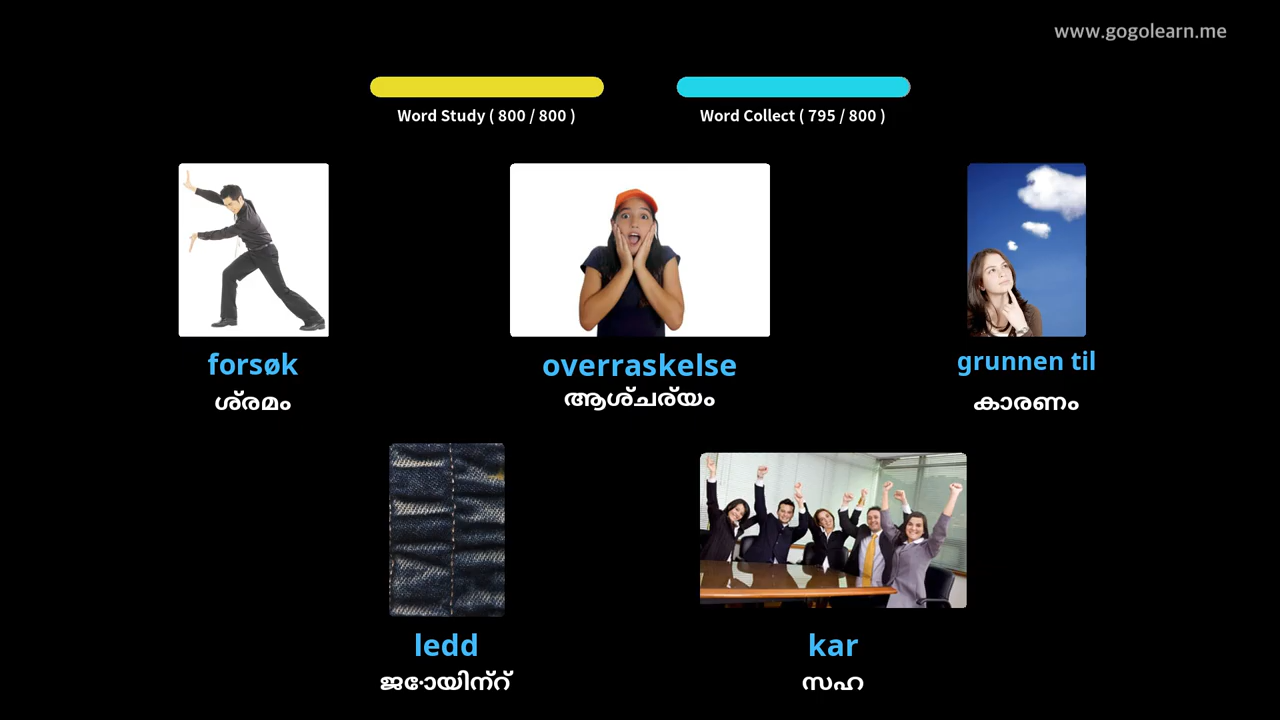 www.gogolearn.me
Word Study ( 800 / 800 )
Word Collect ( 795 / 800 )
forsøk
ശ്രമം
overraskelse
ആശ്ചര്യം
grunnen til
കാരണം
ledd
ജോയിന്റ്
kar
സഹ